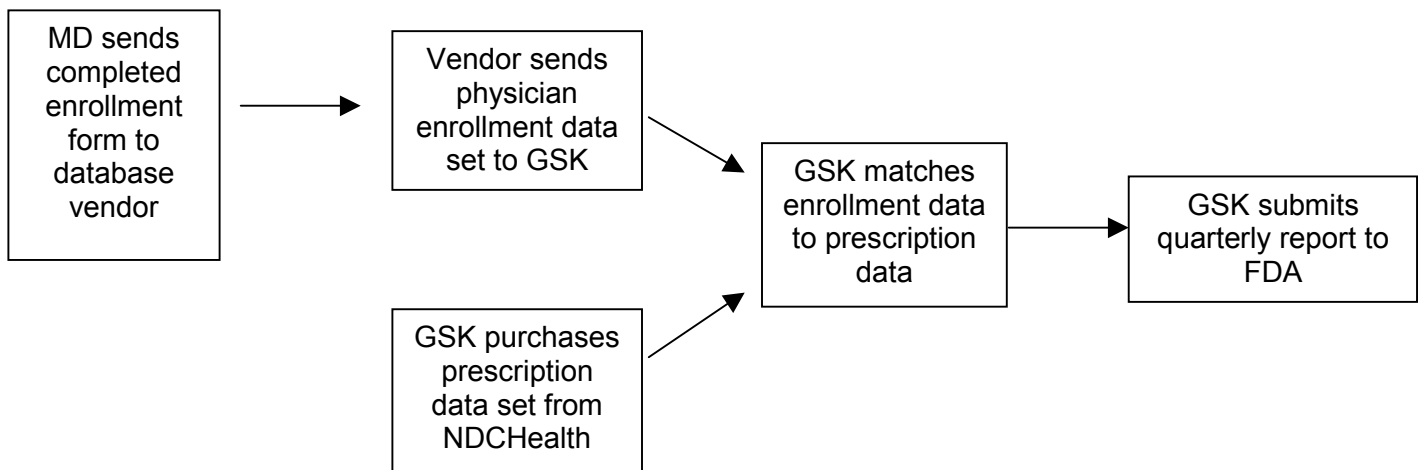 MD sends
completed
enrollment
form to
database
vendor
Vendor sends
physician
enrollment data
set to GSK
GSK purchases
prescription
data set from
NDCHealth
GSK matches
enrollment data
to prescription
data
GSK submits
quarterly report to
FDA